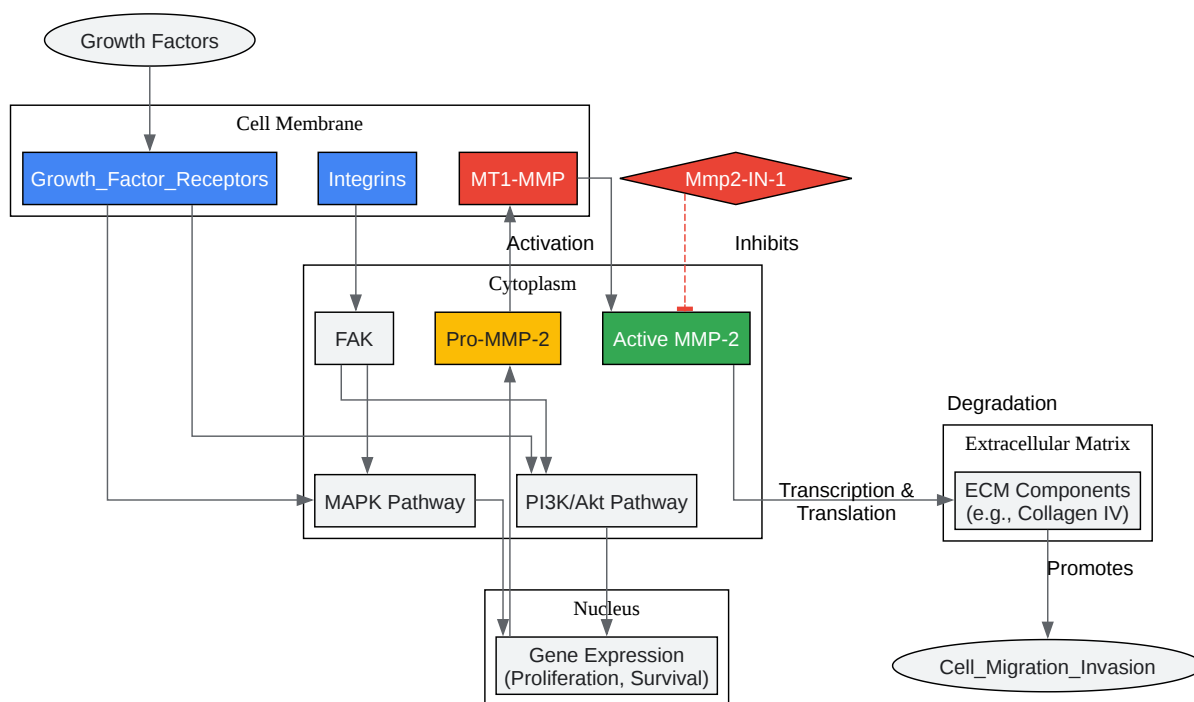 Growth Factors
Cell Membrane
Growth_Factor_Receptors
Integrins
MT1-MMP
Mmp2-IN-1
Activation
Inhibits
Cytoplasm
FAK
Pro-MMP-2
Active MMP-2
Degradation
Extracellular Matrix
MAPK Pathway
PI3K/Akt Pathway
Transcription &
Translation
ECM Components
(e.g., Collagen IV)
Promotes
Nucleus
Gene Expression
(Proliferation, Survival)
Cell_Migration_Invasion